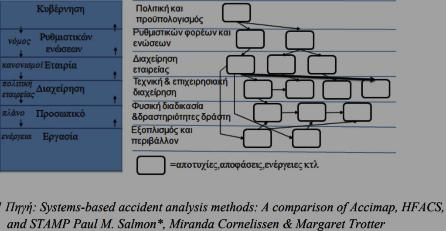 Κυβέρνηση
νόμος
Ρυθμιστικών ενώσεων
κανονισμοί
Εταιρία
πολιτική εταιρείας
Διαχείρηση
πλάνο
Προσωπικό
ενέργεια
Εργασία
Πολιτική και
προϋπολογισμός
Ρυθμιστικών φορέων και
ενώσεων
Διαχείρηση
εταιρείας
Τεχνική & επιχειρησιακή
διαχείρηση
Φυσική διαδικασία
&δραστηριότητες δράστη
Εξοπλισμός και
περιβάλλον
=αποτυχίες,αποφάσεις,ενέργειες κτλ.
Πηγή: Systems-based accident analysis methods: A comparison of Accimap, HFACS,
and STAMP Paul M. Salmon*, Miranda Cornelissen & Margaret Trotter